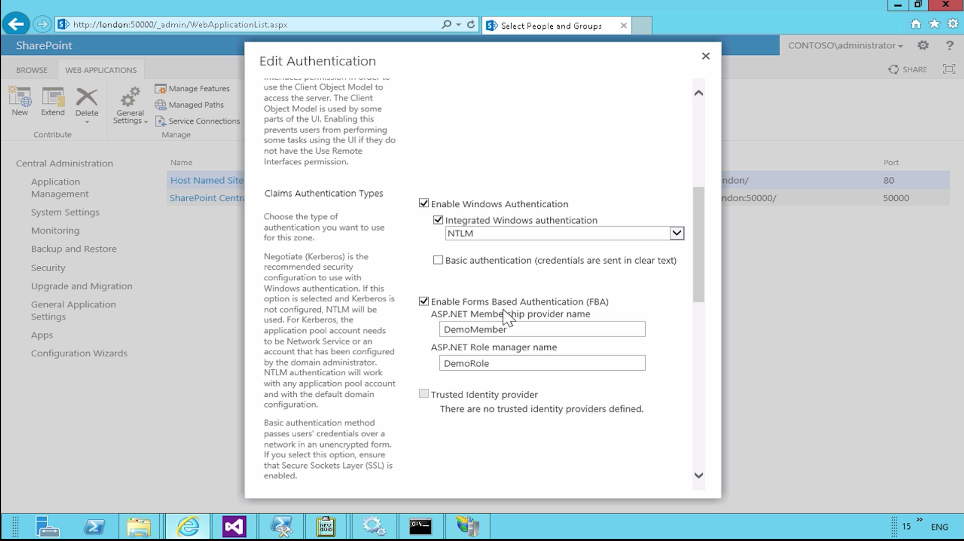 http://london:50000/_admin/WebApplicationList.aspx
Select People and Groups
SharePoint
CONTOSO\administrator
?
BROWSE
WEB APPLICATIONS
SHARE
New
Extend
Delete
General
Settings
Manage Features
Managed Paths
Service Connections
Contribute
Manage
Central Administration
Application
Management
System Settings
Monitoring
Backup and Restore
Security
Upgrade and Migration
General Application
Settings
Apps
Configuration Wizards
Name
Port
Host Named Site
ndon/
80
SharePoint Centr
ndon:50000/
50000
Edit Authentication
Interfaces permission in order to
use the Client Object Model to
access the server. The Client
Object Model is used by some
parts of the UI. Enabling this
prevents users from performing
some tasks using the UI if they do
not have the Use Remote
Interfaces permission.
Claims Authentication Types
Choose the type of
authentication you want to use
for this zone.
Negotiate (Kerberos) is the
recommended security
configuration to use with
Windows authentication. If this
option is selected and Kerberos is
not configured, NTLM will be
used. For Kerberos, the
application pool account needs
to be Network Service or an
account that has been configured
by the domain administrator.
NTLM authentication will work
with any application pool account
and with the default domain
configuration.
Basic authentication method
passes users' credentials over a
network in an unencrypted form.
If you select this option, ensure
that Secure Sockets Layer (SSL) is
enabled.
Enable Windows Authentication
Integrated Windows authentication
NTLM
Basic authentication (credentials are sent in clear text)
Enable Forms Based Authentication (FBA)
ASP.NET Membership provider name
DemoMember
ASP.NET Role manager name
DemoRole
Trusted Identity provider
There are no trusted identity providers defined.
15
ENG